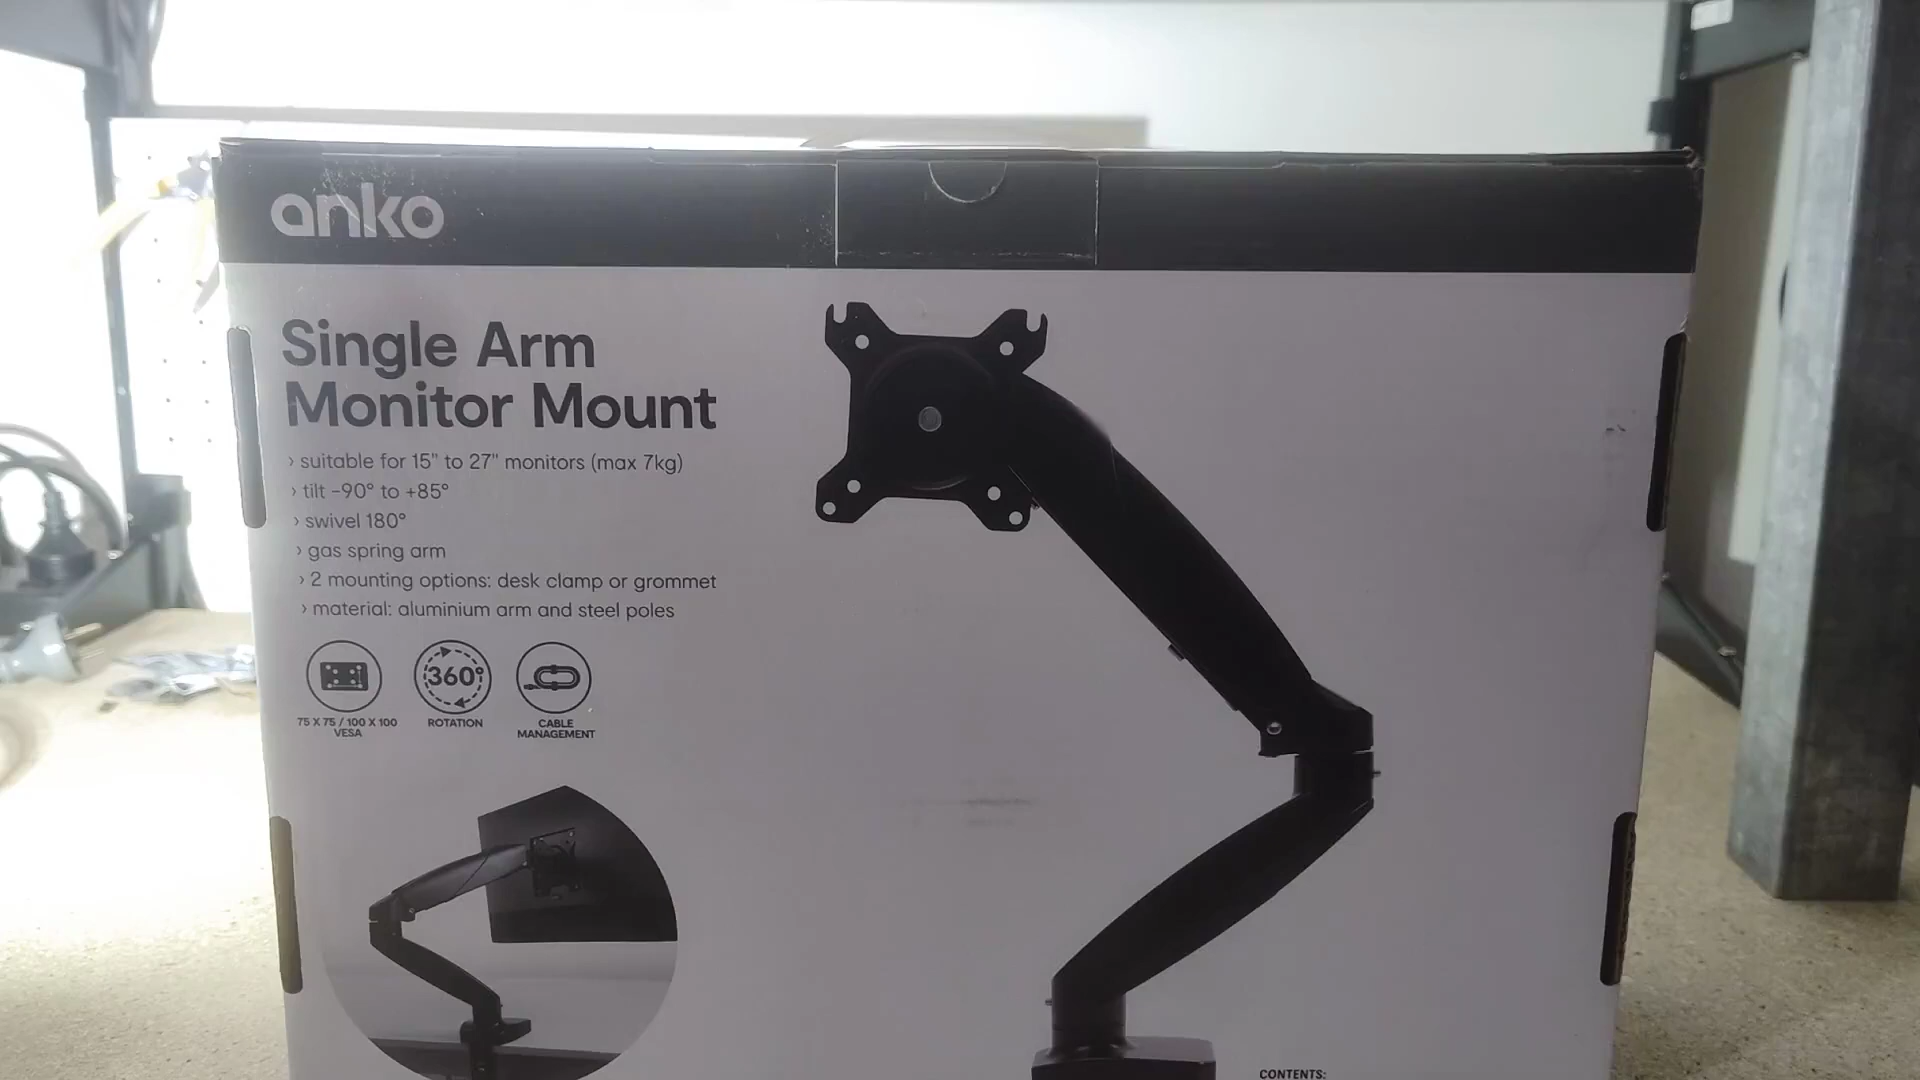 anko
Single Arm
Monitor Mount
› suitable for 15" to 27" monitors (max 7kg)
› tilt -90° to +85°
› swivel 180°
› gas spring arm
› 2 mounting options: desk clamp or grommet
› material: aluminium arm and steel poles
75 X 75 / 100 X 100
VESA
360°
ROTATION
CABLE
MANAGEMENT
CONTENTS: